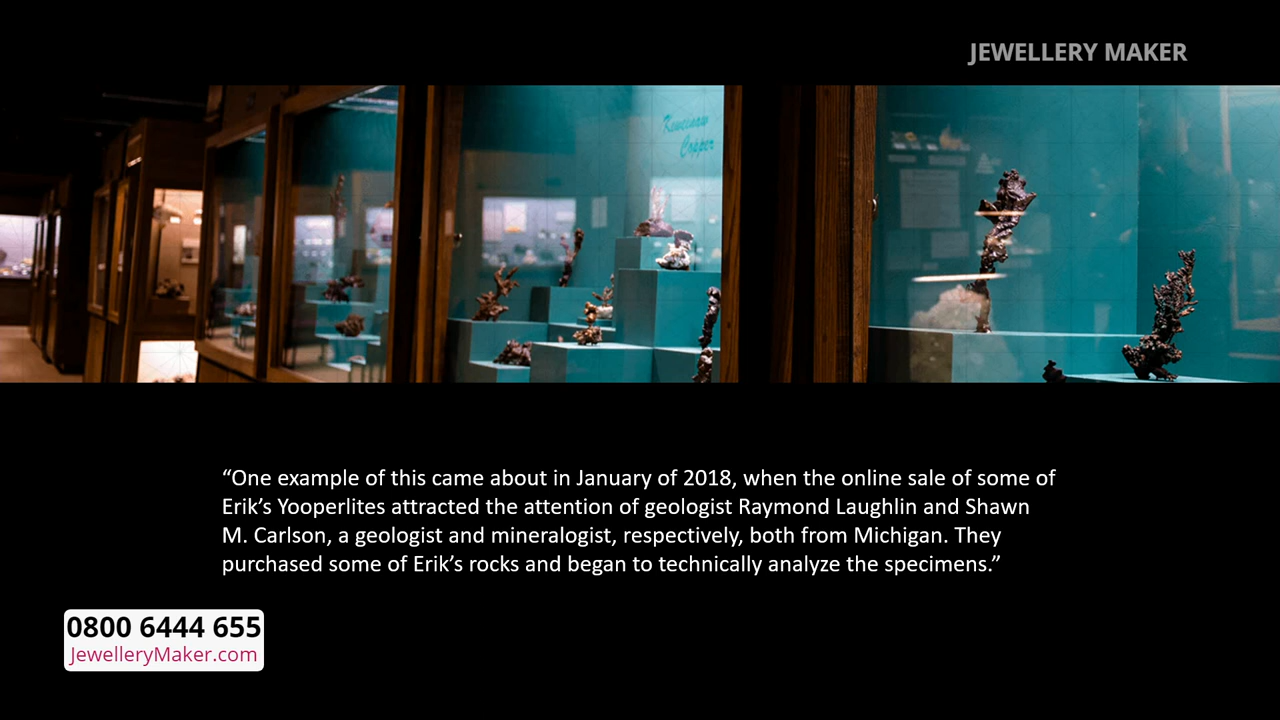 JEWELLERY MAKER
Keweenaw
Copper
“One example of this came about in January of 2018, when the online sale of some of
Erik’s Yooperlites attracted the attention of geologist Raymond Laughlin and Shawn
M. Carlson, a geologist and mineralogist, respectively, both from Michigan. They
purchased some of Erik’s rocks and began to technically analyze the specimens.”
0800 6444 655
JewelleryMaker.com